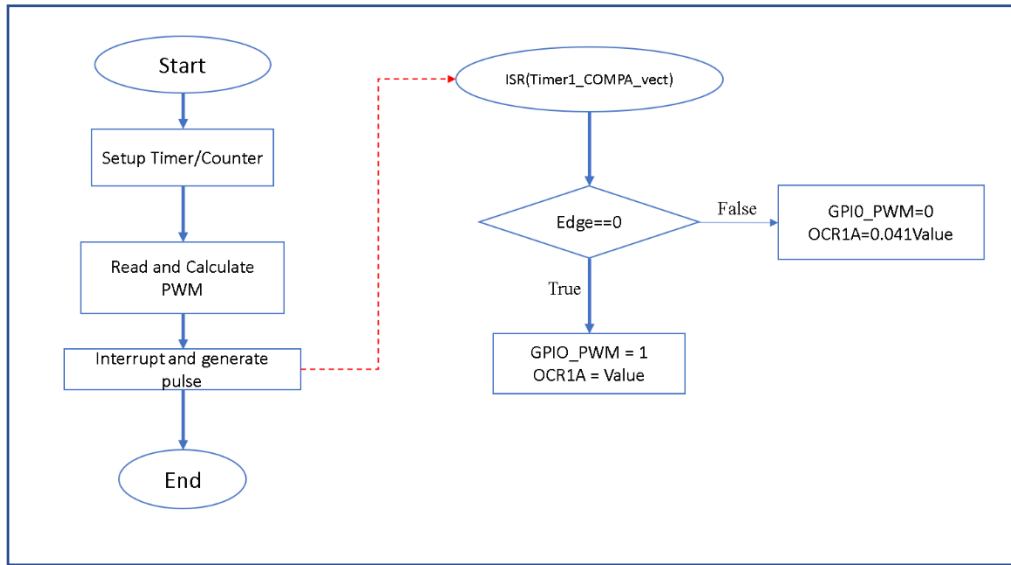 Start
Setup Timer/Counter
Read and Calculate
PWM
Interrupt and generate
pulse
End
ISR(Timer1_COMPA_vect)
Edge==0
False
GPI0_PWM=0
OCR1A=0.041Value
True
GPIO_PWM = 1
OCR1A = Value